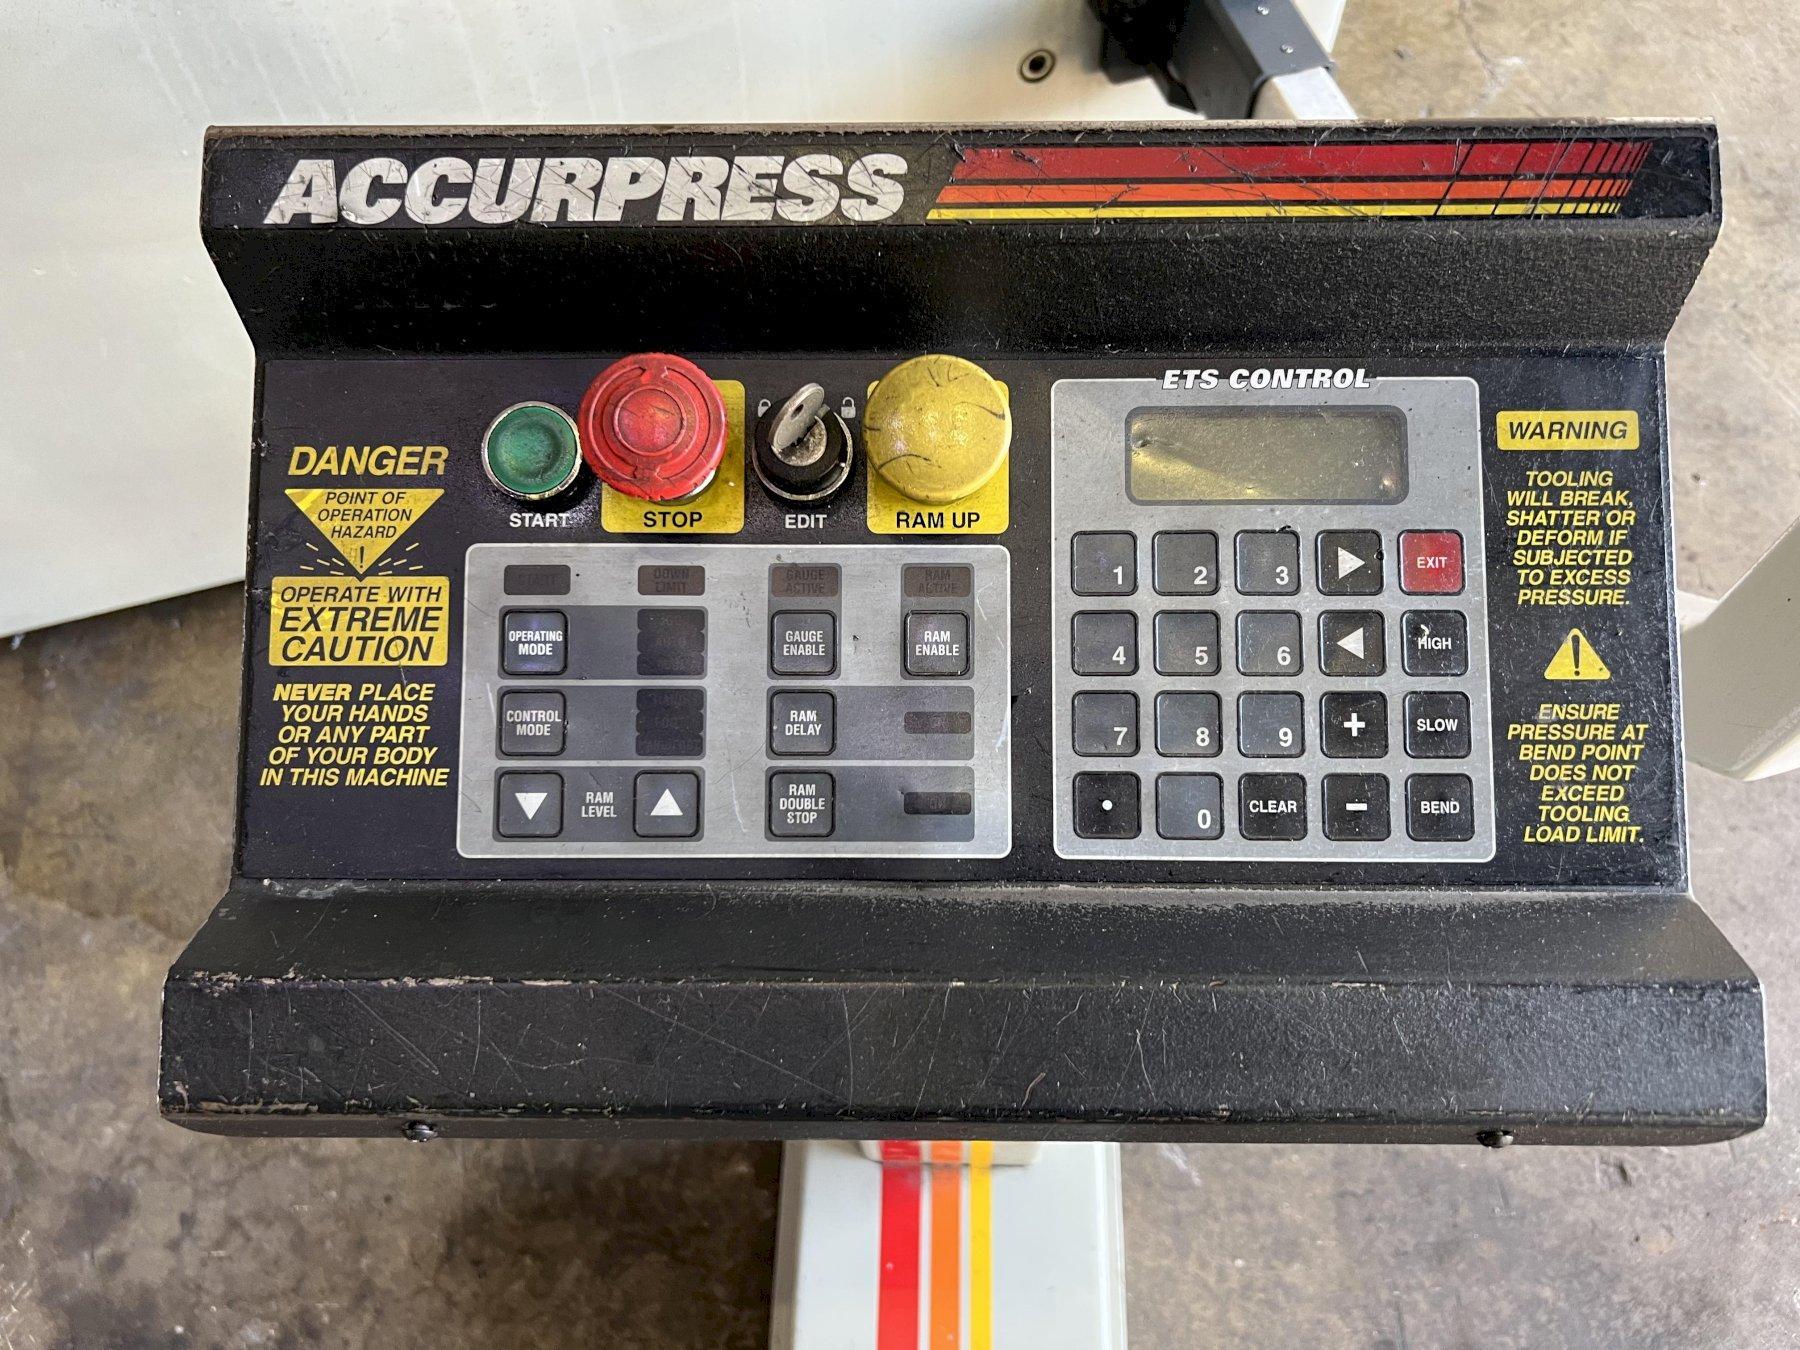 ACCURPRESS
DANGER
POINT OF
OPERATION
HAZARD
!
OPERATE WITH
EXTREME
CAUTION
NEVER PLACE
YOUR HANDS
OR ANY PART
OF YOUR BODY
IN THIS MACHINE
START
STOP
EDIT
RAM UP
START
DOWN
LIMIT
GAUGE
ACTIVE
RAM
ACTIVE
OPERATING
MODE
GAUGE
ENABLE
RAM
ENABLE
CONTROL
MODE
RAM
DELAY
RAM
LEVEL
RAM
DOUBLE
STOP
ETS CONTROL
1 2 3 EXIT
4 5 6 HIGH
7 8 9 + SLOW
. 0 CLEAR - BEND
WARNING
TOOLING
WILL BREAK,
SHATTER OR
DEFORM IF
SUBJECTED
TO EXCESS
PRESSURE.
!
ENSURE
PRESSURE AT
BEND POINT
DOES NOT
EXCEED
TOOLING
LOAD LIMIT.